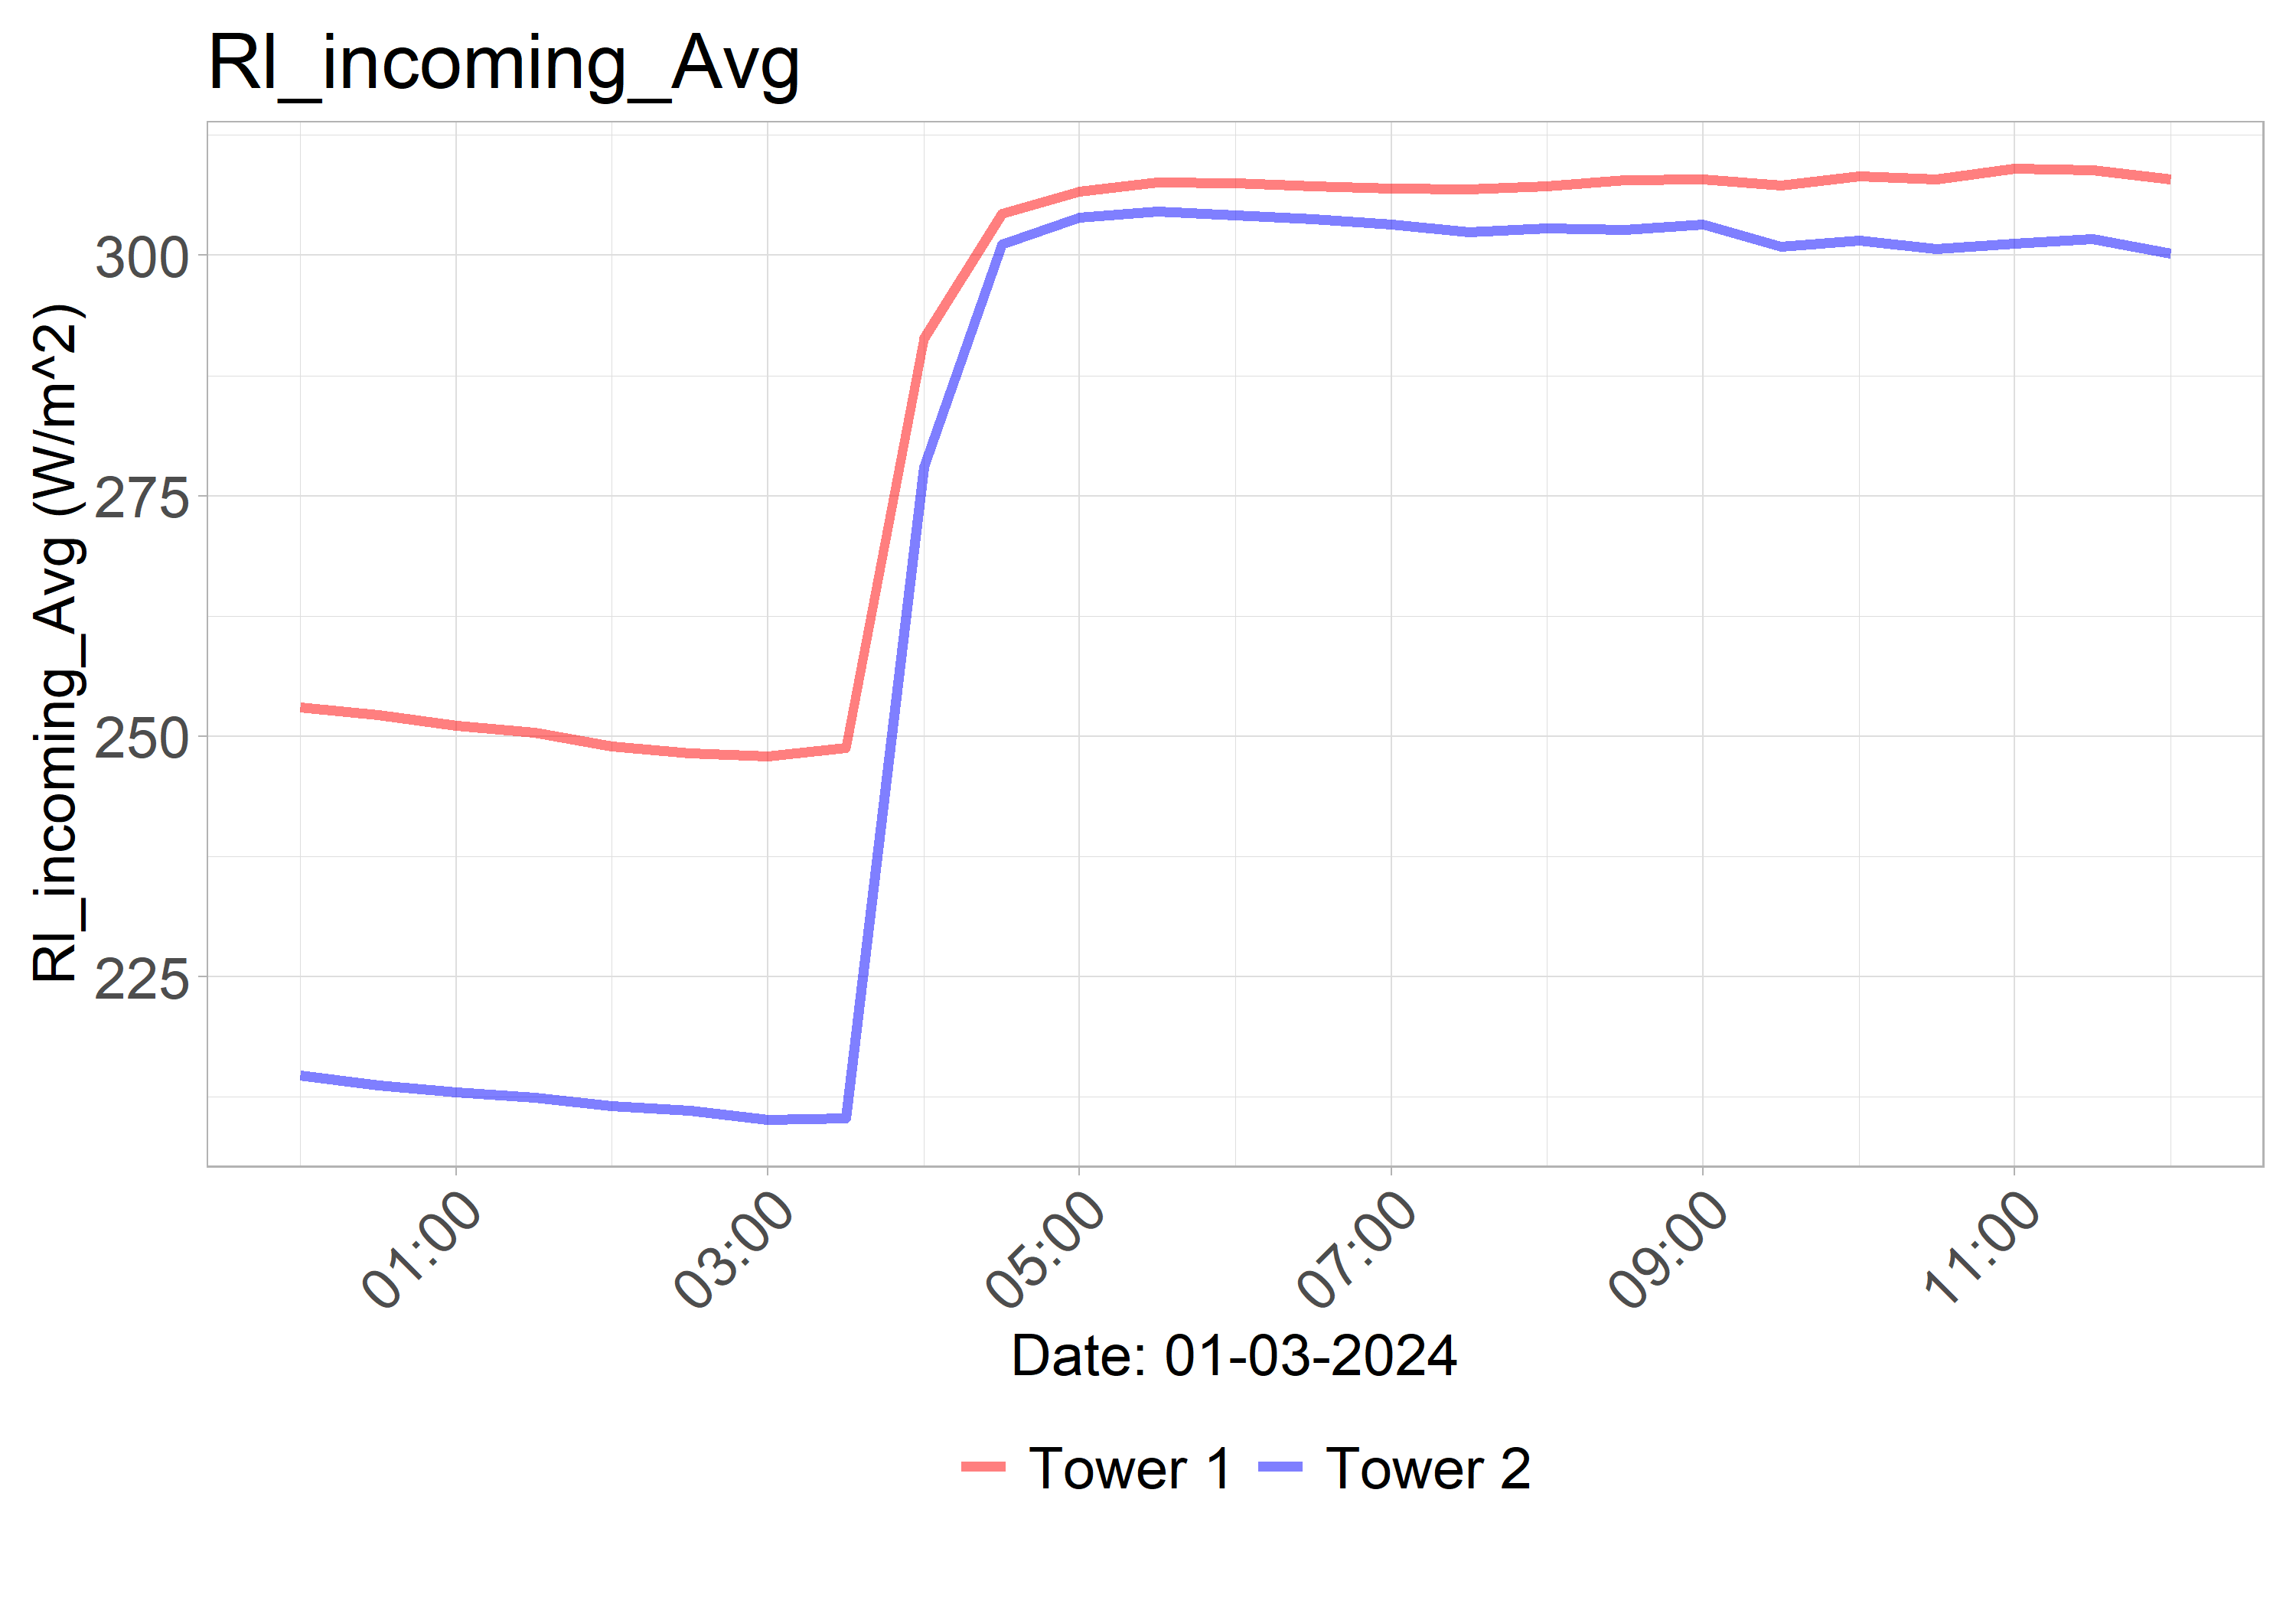 Rl_incoming_Avg
Rl_incoming_Avg (W/m^2)
300
275
250
225
01:00 03:00 05:00 07:00 09:00 11:00
Date: 01-03-2024
Tower 1 Tower 2